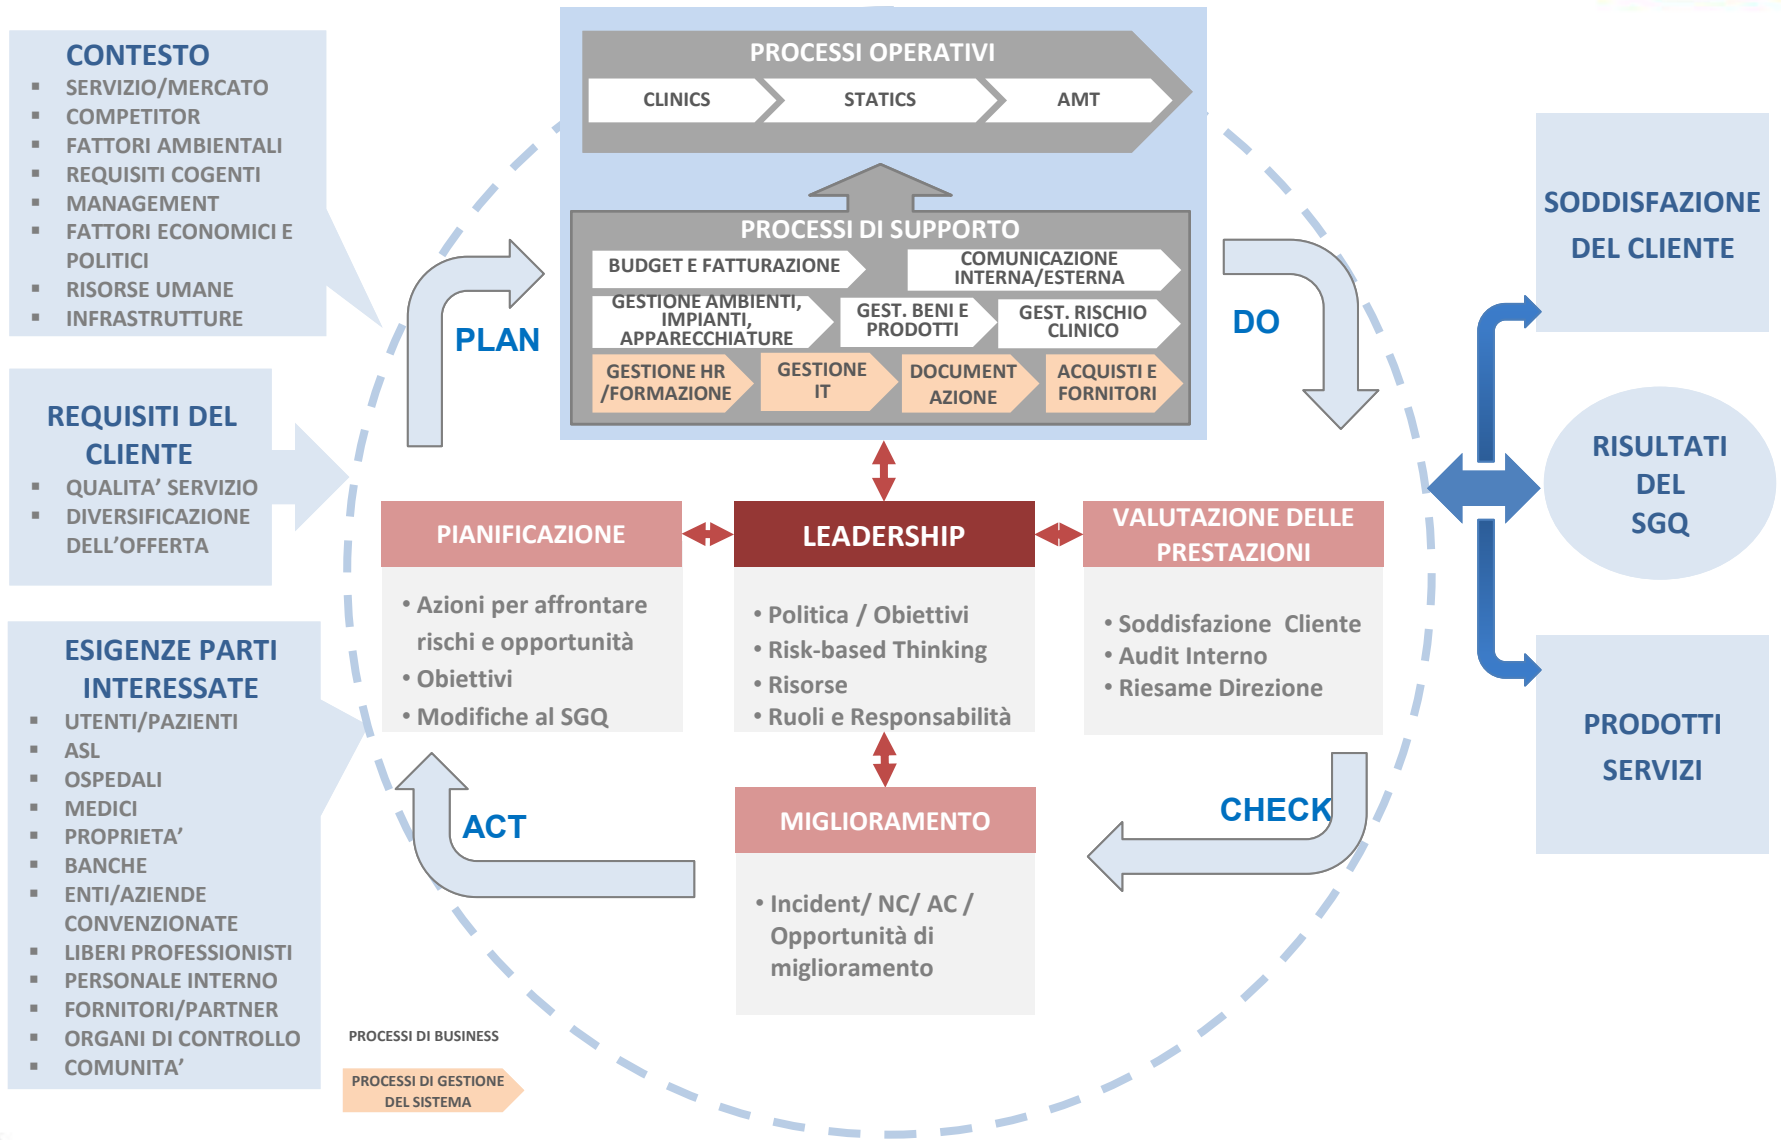 CONTESTO
▪ SERVIZIO/MERCATO
▪ COMPETITOR
▪ FATTORI AMBIENTALI
▪ REQUISITI COGENTI
▪ MANAGEMENT
▪ FATTORI ECONOMICI E
POLITICI
▪ RISORSE UMANE
▪ INFRASTRUTTURE
REQUISITI DEL
CLIENTE
▪ QUALITA’ SERVIZIO
▪ DIVERSIFICAZIONE
DELL’OFFERTA
ESIGENZE PARTI
INTERESSATE
▪ UTENTI/PAZIENTI
▪ ASL
▪ OSPEDALI
▪ MEDICI
▪ PROPRIETA’
▪ BANCHE
▪ ENTI/AZIENDE
CONVENZIONATE
▪ LIBERI PROFESSIONISTI
▪ PERSONALE INTERNO
▪ FORNITORI/PARTNER
▪ ORGANI DI CONTROLLO
▪ COMUNITA’
PROCESSI OPERATIVI
CLINICS
STATICS
AMT
PROCESSI DI SUPPORTO
BUDGET E FATTURAZIONE
COMUNICAZIONE
INTERNA/ESTERNA
GESTIONE AMBIENTI,
IMPIANTI,
APPARECCHIATURE
GEST. BENI E
PRODOTTI
GEST. RISCHIO
CLINICO
GESTIONE HR
/FORMAZIONE
GESTIONE
IT
DOCUMENT
AZIONE
ACQUISTI E
FORNITORI
PLAN
DO
PIANIFICAZIONE
• Azioni per affrontare
rischi e opportunità
• Obiettivi
• Modifiche al SGQ
LEADERSHIP
• Politica / Obiettivi
• Risk-based Thinking
• Risorse
• Ruoli e Responsabilità
VALUTAZIONE DELLE
PRESTAZIONI
• Soddisfazione Cliente
• Audit Interno
• Riesame Direzione
ACT
CHECK
MIGLIORAMENTO
• Incident/ NC/ AC /
Opportunità di
miglioramento
PROCESSI DI BUSINESS
PROCESSI DI GESTIONE
DEL SISTEMA
SODDISFAZIONE
DEL CLIENTE
RISULTATI
DEL
SGQ
PRODOTTI
SERVIZI